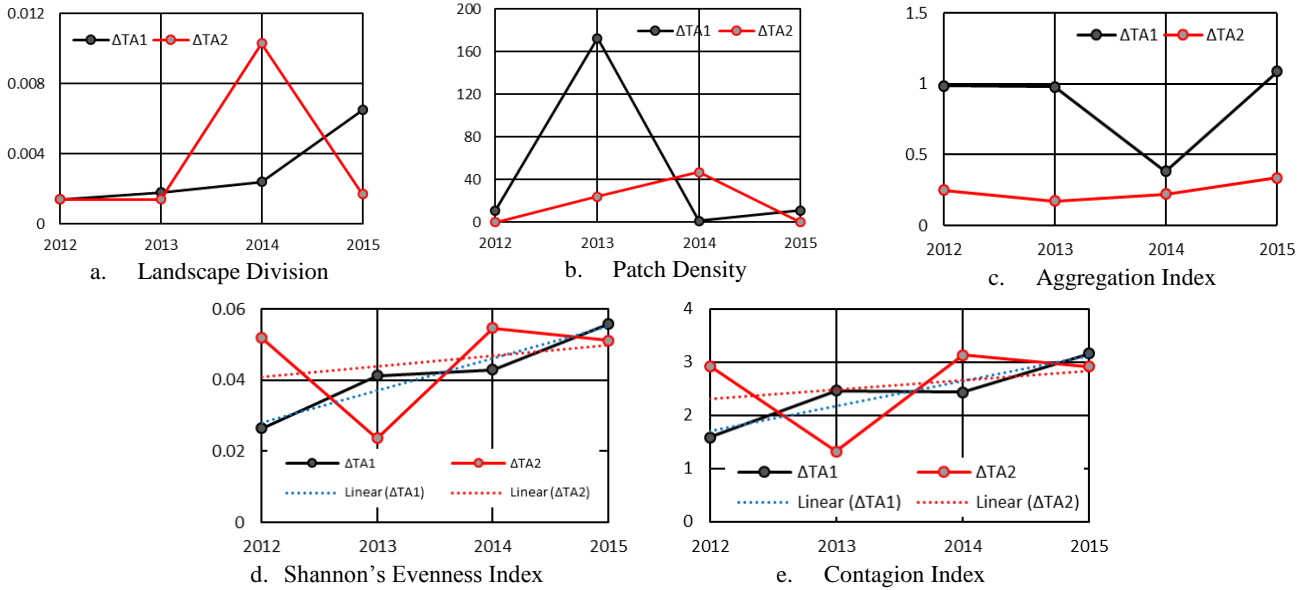 0.012
0.008
0.004
0
ΔTA1 ΔTA2
2012 2013 2014 2015
a. Landscape Division
200
160
120
80
40
0
ΔTA1 ΔTA2
2012 2013 2014 2015
b. Patch Density
1.5
1
0.5
0
ΔTA1 ΔTA2
2012 2013 2014 2015
c. Aggregation Index
0.06
0.04
0.02
0
ΔTA1 ΔTA2
Linear (ΔTA1) Linear (ΔTA2)
2012 2013 2014 2015
d. Shannon's Evenness Index
4
3
2
1
0
ΔTA1 ΔTA2
Linear (ΔTA1) Linear (ΔTA2)
2012 2013 2014 2015
e. Contagion Index